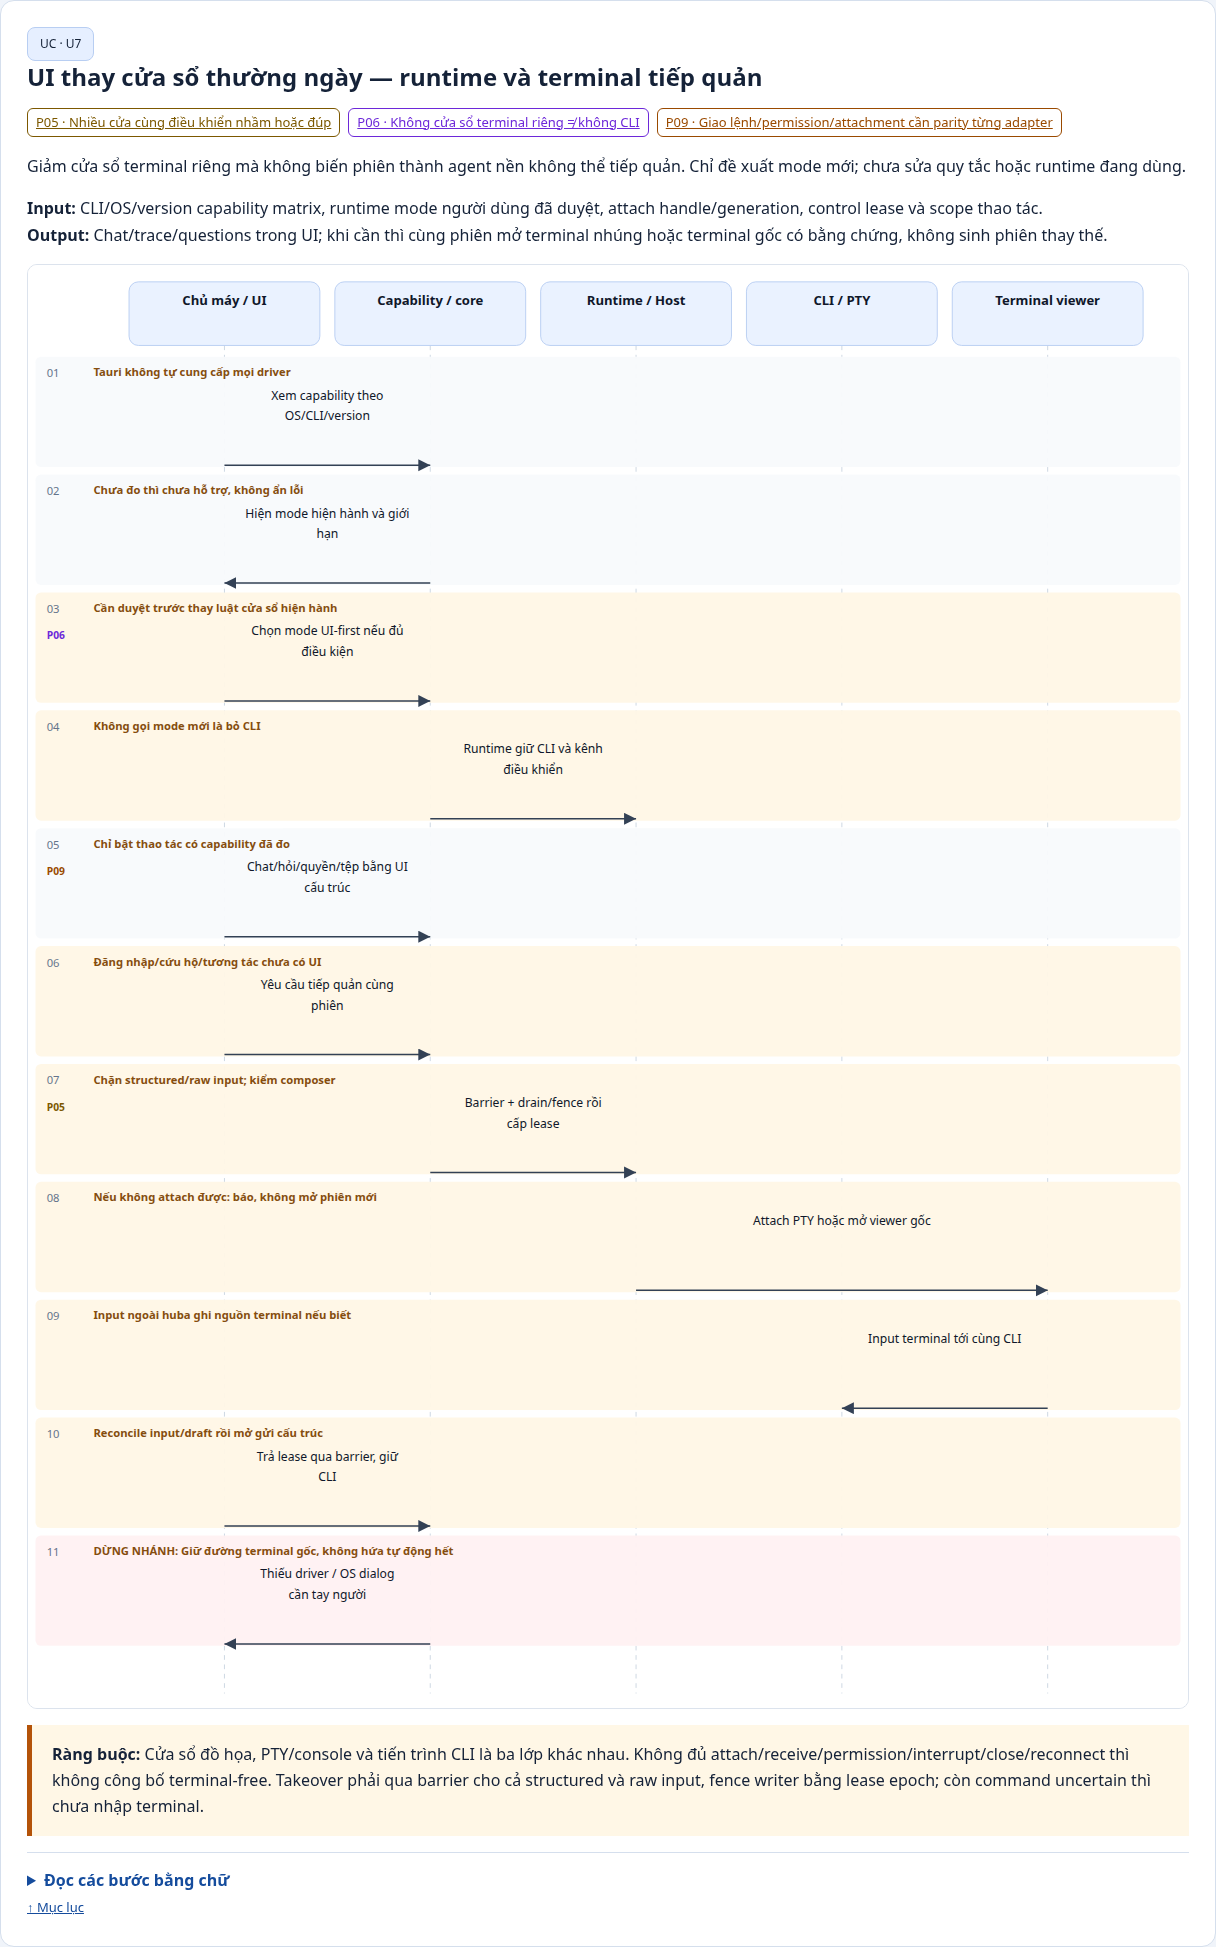 UC · U7
UI thay cửa sổ thường ngày — runtime và terminal tiếp quản
P05 · Nhiều cửa cùng điều khiển nhầm hoặc đúp
P06 · Không cửa sổ terminal riêng ≠ không CLI
P09 · Giao lệnh/permission/attachment cần parity từng adapter
Giảm cửa sổ terminal riêng mà không biến phiên thành agent nền không thể tiếp quản. Chỉ đề xuất mode mới; chưa sửa quy tắc hoặc runtime đang dùng.
Input: CLI/OS/version capability matrix, runtime mode người dùng đã duyệt, attach handle/generation, control lease và scope thao tác.
Output: Chat/trace/questions trong UI; khi cần thì cùng phiên mở terminal nhúng hoặc terminal gốc có bằng chứng, không sinh phiên thay thế.
Chủ máy / UI
Capability / core
Runtime / Host
CLI / PTY
Terminal viewer
01
Tauri không tự cung cấp mọi driver
Xem capability theo
OS/CLI/version
02
Chưa đo thì chưa hỗ trợ, không ẩn lỗi
Hiện mode hiện hành và giới
hạn
03
Cần duyệt trước thay luật cửa sổ hiện hành
P06
Chọn mode UI-first nếu đủ
điều kiện
04
Không gọi mode mới là bỏ CLI
Runtime giữ CLI và kênh
điều khiển
05
Chỉ bật thao tác có capability đã đo
P09
Chat/hỏi/quyền/tệp bằng UI
cấu trúc
06
Đăng nhập/cứu hộ/tương tác chưa có UI
Yêu cầu tiếp quản cùng
phiên
07
Chặn structured/raw input; kiểm composer
P05
Barrier + drain/fence rồi
cấp lease
08
Nếu không attach được: báo, không mở phiên mới
Attach PTY hoặc mở viewer gốc
09
Input ngoài huba ghi nguồn terminal nếu biết
Input terminal tới cùng CLI
10
Reconcile input/draft rồi mở gửi cấu trúc
Trả lease qua barrier, giữ
CLI
11
DỪNG NHÁNH: Giữ đường terminal gốc, không hứa tự động hết
Thiếu driver / OS dialog
cần tay người
Ràng buộc: Cửa sổ đồ họa, PTY/console và tiến trình CLI là ba lớp khác nhau. Không đủ attach/receive/permission/interrupt/close/reconnect thì
không công bố terminal-free. Takeover phải qua barrier cho cả structured và raw input, fence writer bằng lease epoch; còn command uncertain thì
chưa nhập terminal.
Đọc các bước bằng chữ
↑ Mục lục